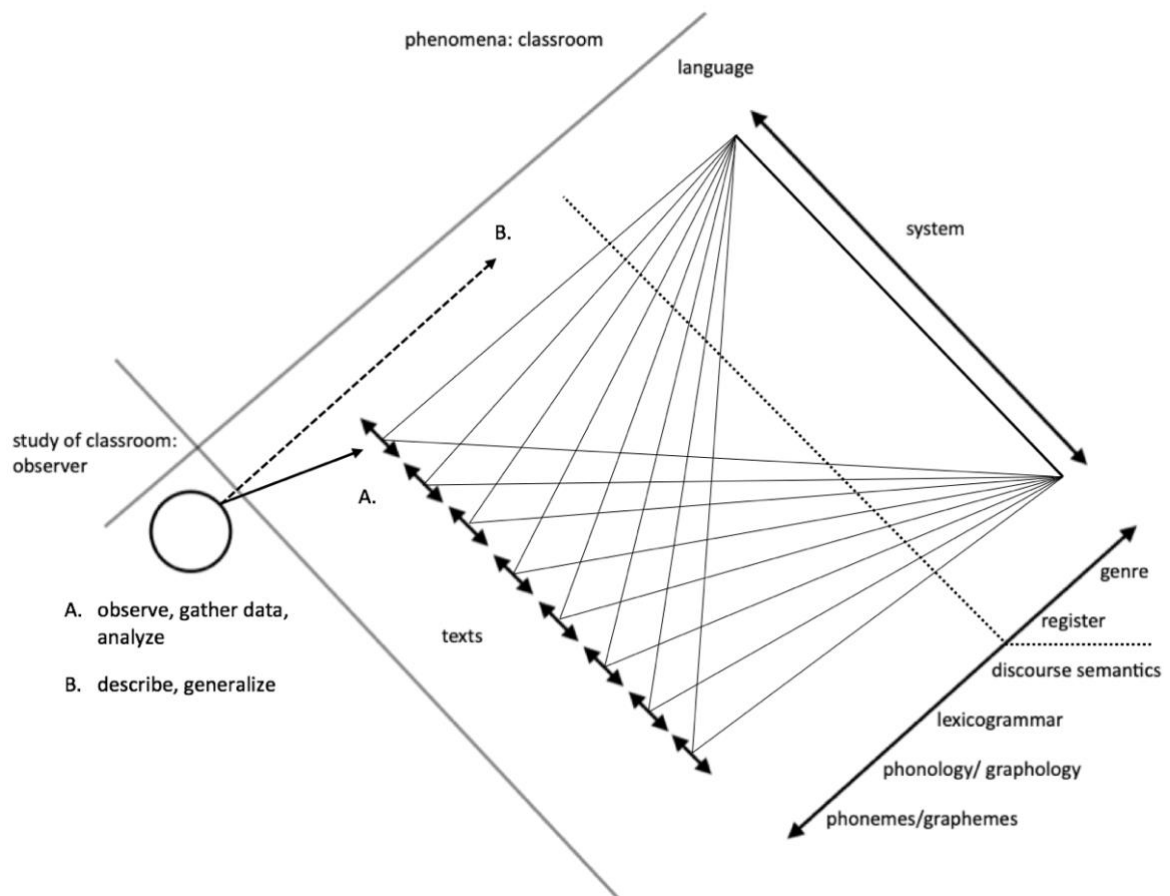 phenomena: classroom
language
system
B.
study of classroom:
observer
A.
A. observe, gather data,
analyze
B. describe, generalize
texts
genre
register
discourse semantics
lexicogrammar
phonology/ graphology
phonemes/graphemes